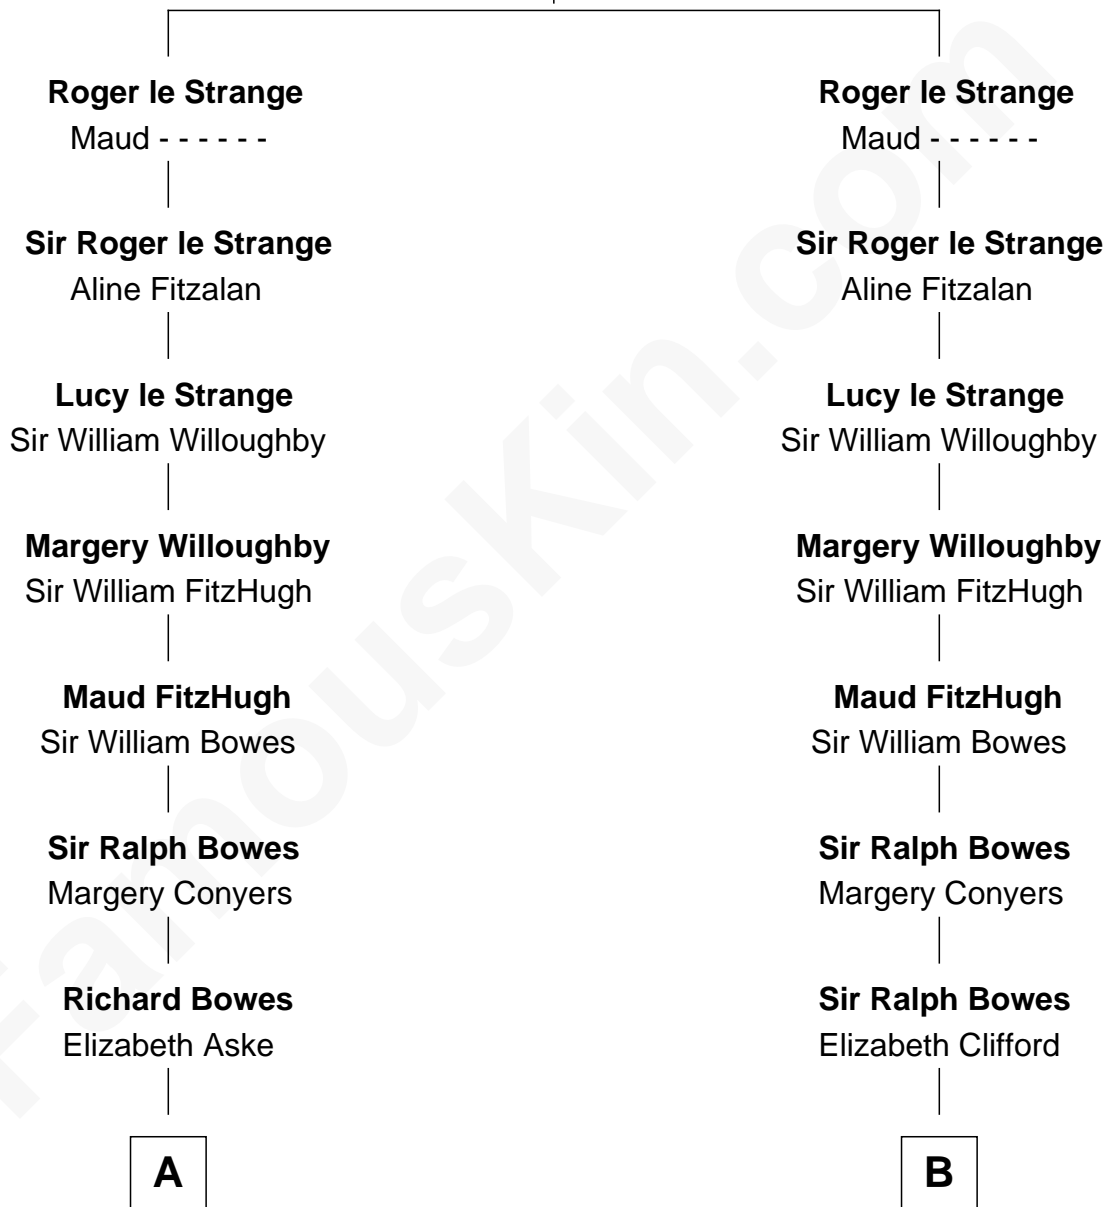 Roger le Strange
Maud - - - - - -
Sir Roger le Strange
Aline Fitzalan
Lucy le Strange
Sir William Willoughby
Margery Willoughby
Sir William FitzHugh
Maud FitzHugh
Sir William Bowes
Sir Ralph Bowes
Margery Conyers
Richard Bowes
Elizabeth Aske
A
Roger le Strange
Maud - - - - - -
Sir Roger le Strange
Aline Fitzalan
Lucy le Strange
Sir William Willoughby
Margery Willoughby
Sir William FitzHugh
Maud FitzHugh
Sir William Bowes
Sir Ralph Bowes
Margery Conyers
Sir Ralph Bowes
Elizabeth Clifford
B
FamousKin.com